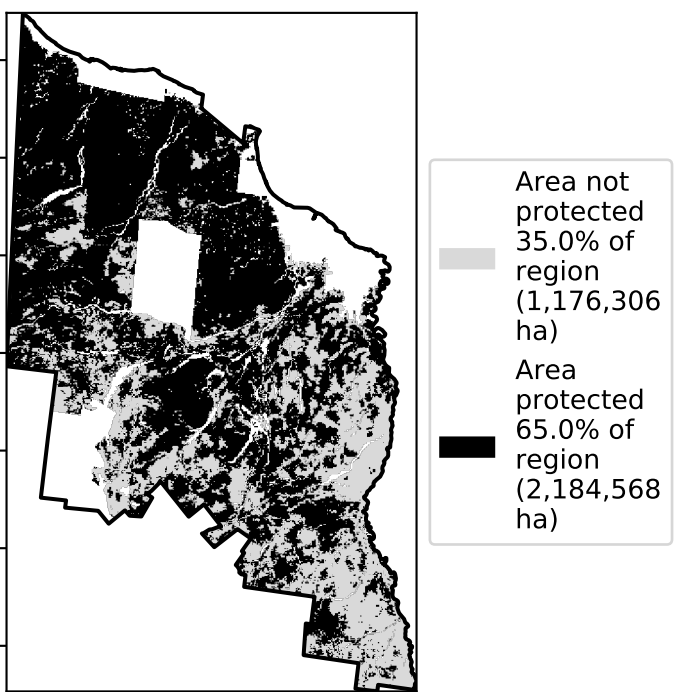 Area not
protected
35.0% of
region
(1,176,306
ha)
Area
protected
65.0% of
region
(2,184,568
ha)